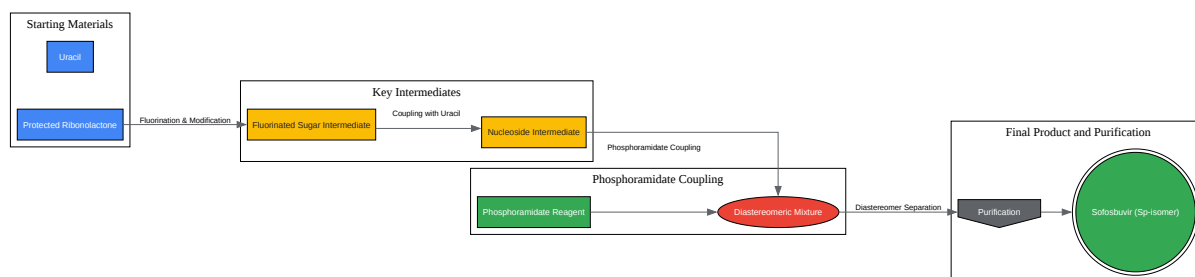 Starting Materials
Uracil
Protected Ribonolactone
Fluorination & Modification
Key Intermediates
Fluorinated Sugar Intermediate
Coupling with Uracil
Nucleoside Intermediate
Phosphoramidate Coupling
Phosphoramidate Coupling
Phosphoramidate Reagent
Diastereomeric Mixture
Diastereomer Separation
Final Product and Purification
Purification
Sofosbuvir (Sp-isomer)